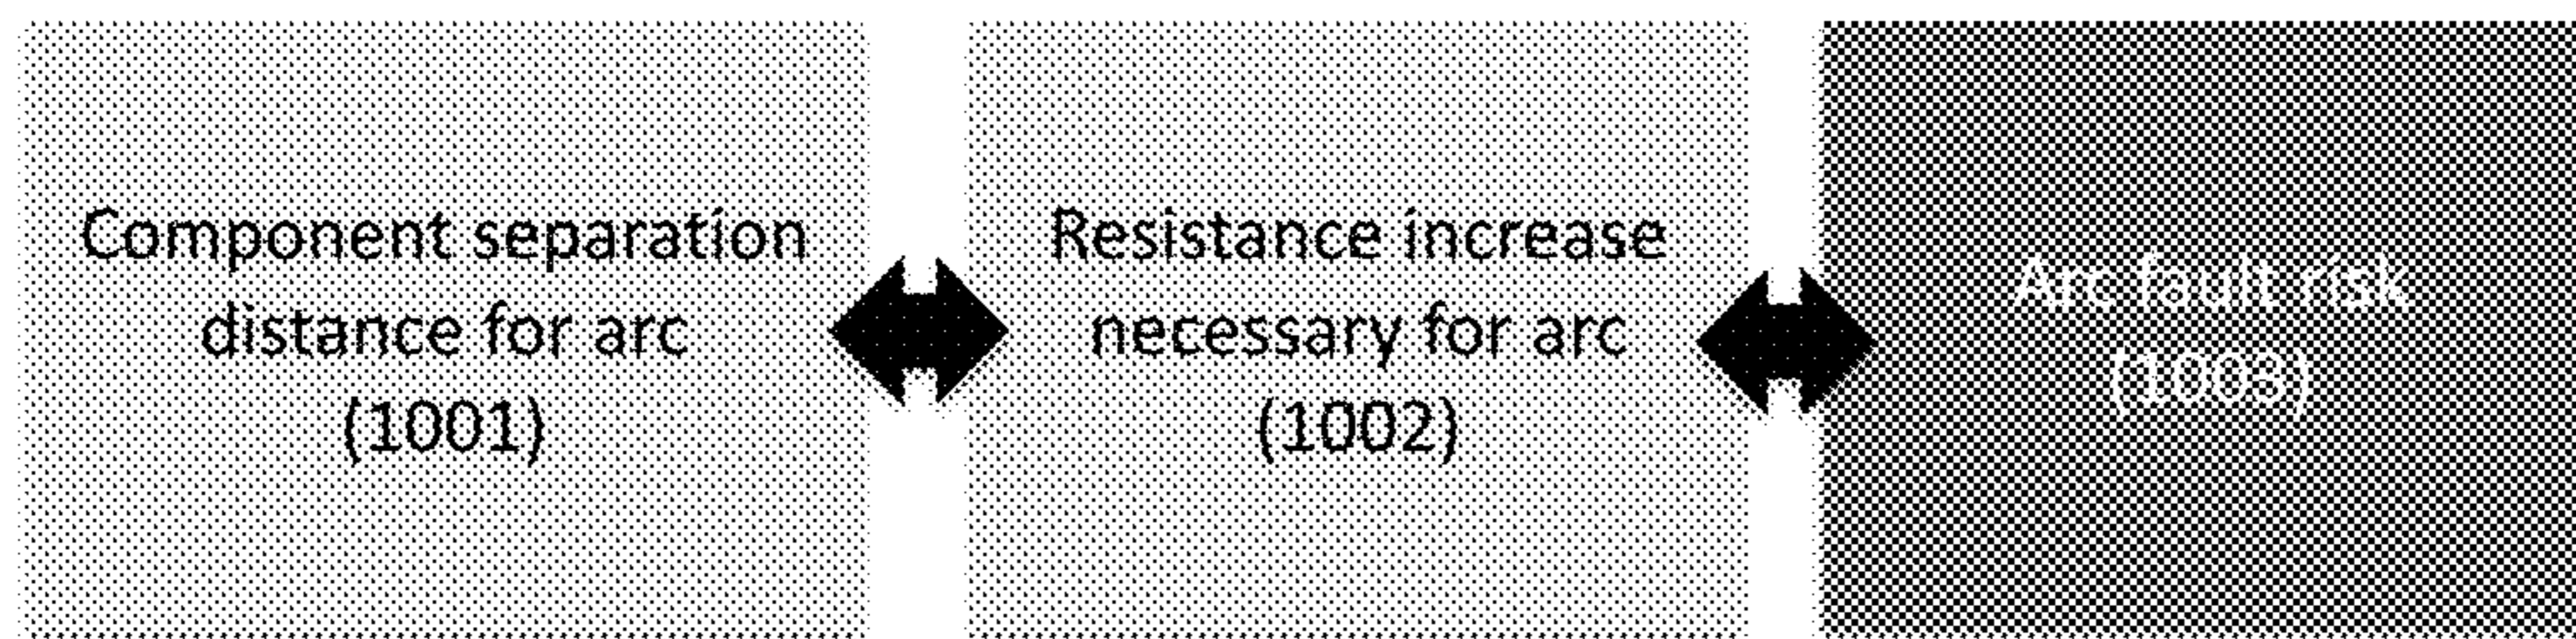 Component separation
distance for arc
(1001)
Resistance increase
necessary for arc
(1002)
Arc fault risk
(1003)